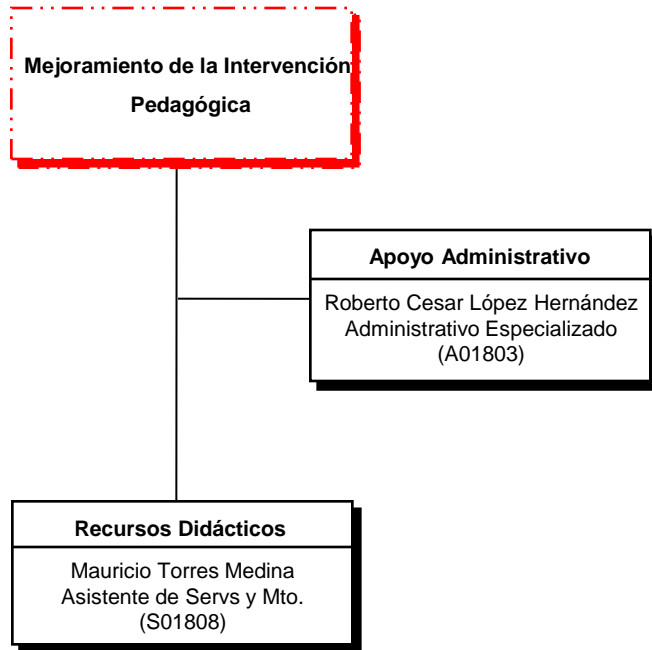 Mejoramiento de la Intervención
Pedagógica
Apoyo Administrativo
Roberto Cesar López Hernández
Administrativo Especializado
(A01803)
Recursos Didácticos
Mauricio Torres Medina
Asistente de Servs y Mto.
(S01808)